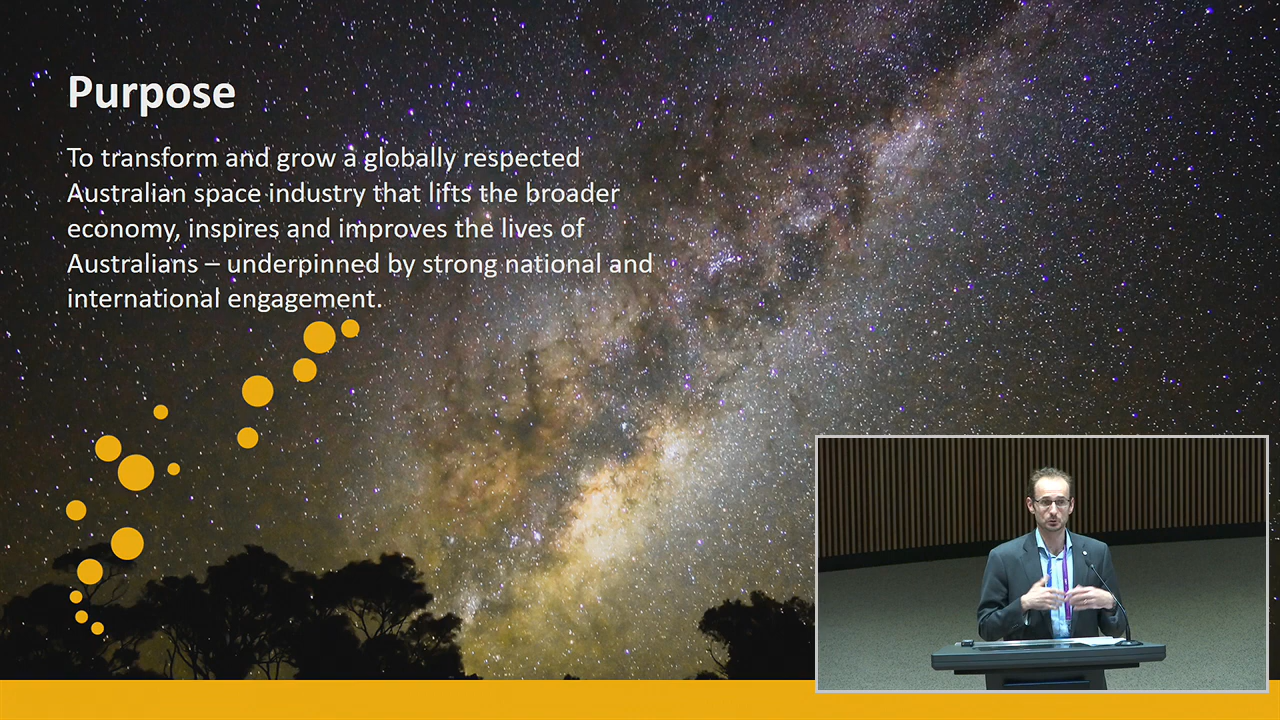 Purpose
To transform and grow a globally respected
Australian space industry that lifts the broader
economy, inspires and improves the lives of
Australians – underpinned by strong national and
international engagement.